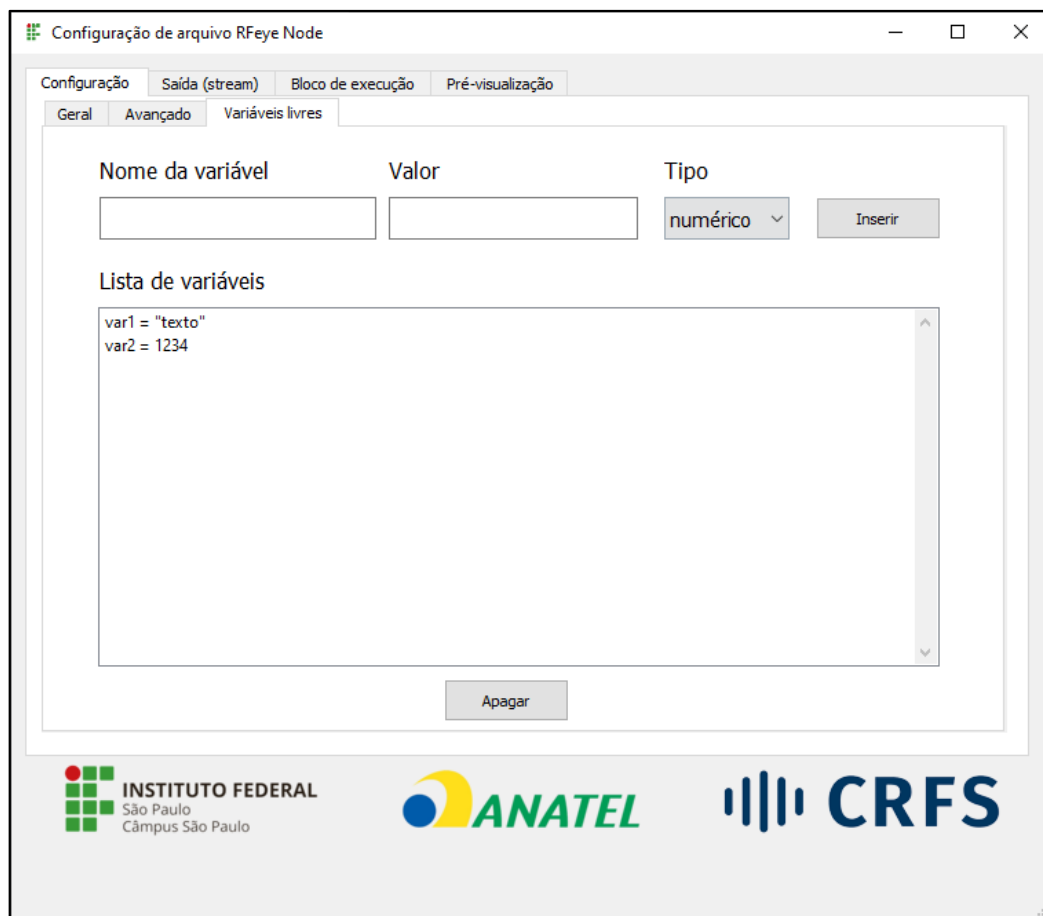 Configuração de arquivo RFeye Node
Configuração Saída (stream) Bloco de execução Pré-visualização
Geral Avançado Variáveis livres
Nome da variável Valor Tipo
numérico Inserir
Lista de variáveis
var1 = "texto"
var2 = 1234
Apagar
INSTITUTO FEDERAL
São Paulo
Câmpus São Paulo
ANATEL
CRFS